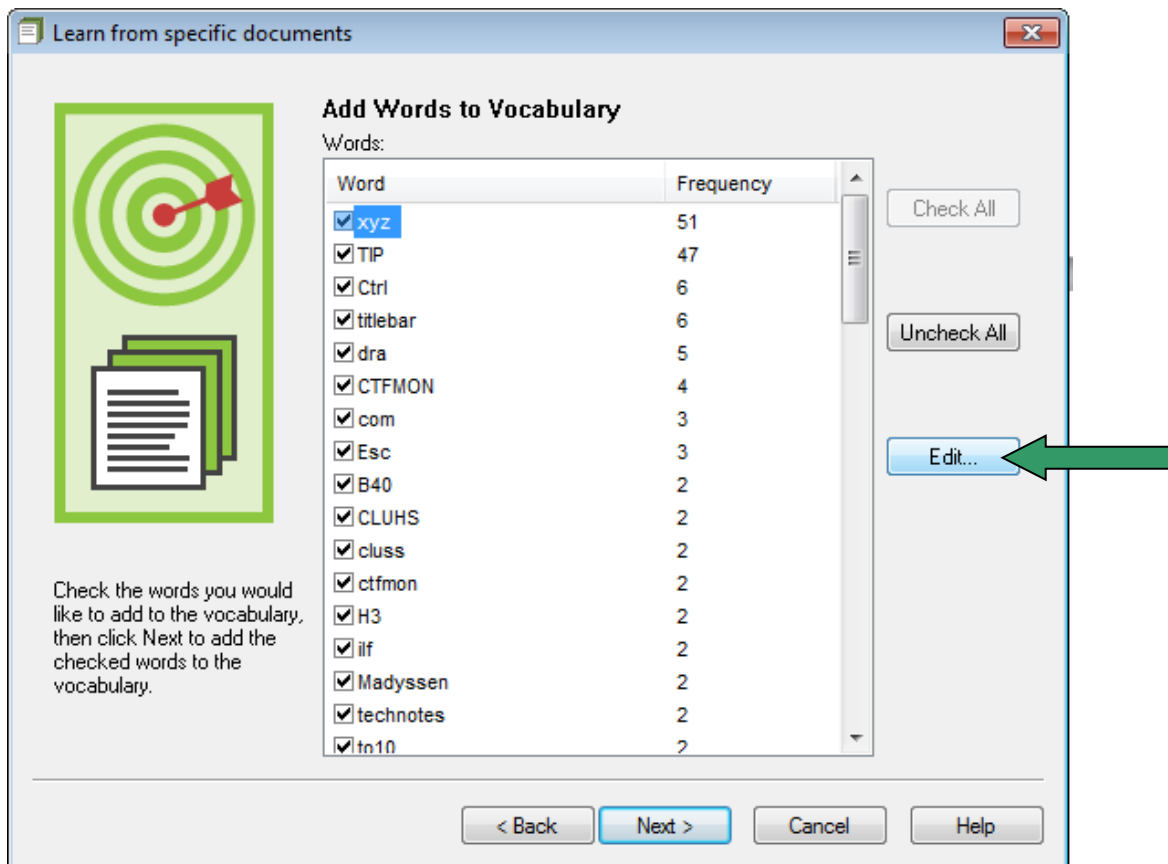 Learn from specific documents
Add Words to Vocabulary
Words:
Word Frequency
xyz 51
TIP 47
Ctrl 6
titlebar 6
dra 5
CTFMON 4
com 3
Esc 3
B40 2
CLUHS 2
cluss 2
ctfmon 2
H3 2
ilf 2
Madyssen 2
technotes 2
to10 2
Check All
Uncheck All
Edit...
Check the words you would
like to add to the vocabulary,
then click Next to add the
checked words to the
vocabulary.
< Back Next > Cancel Help